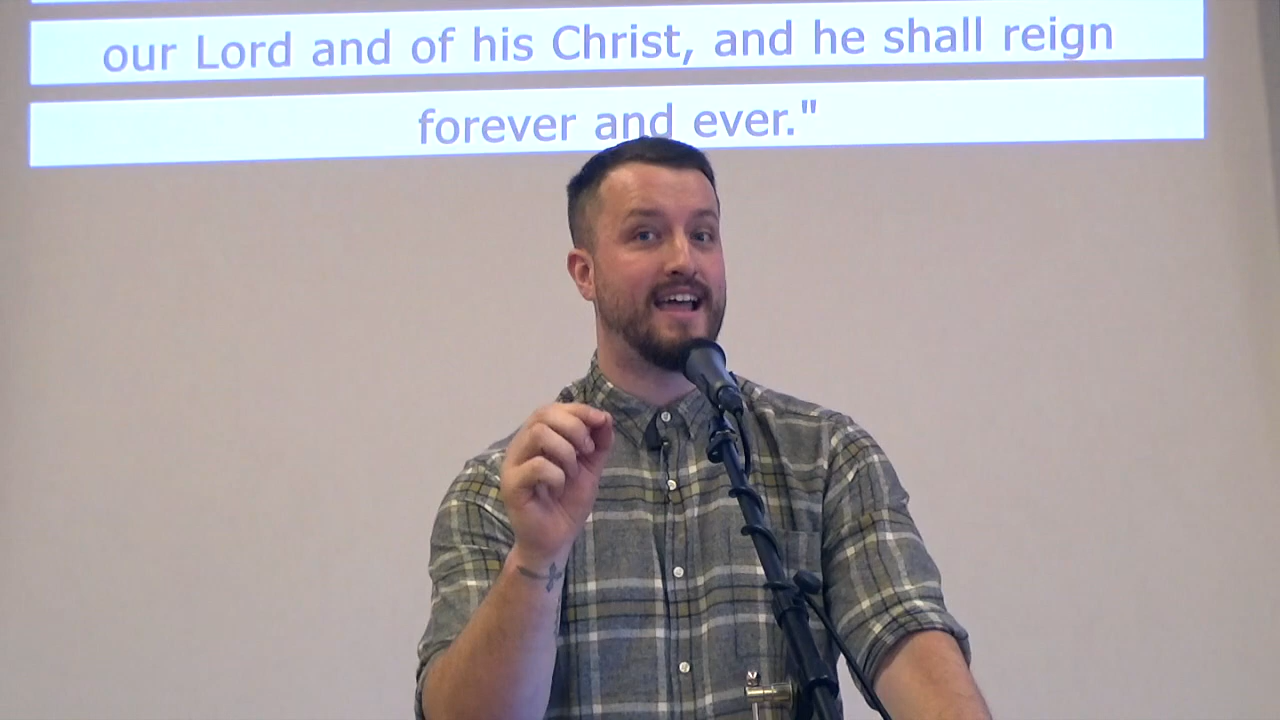 our Lord and of his Christ, and he shall reign
forever and ever."